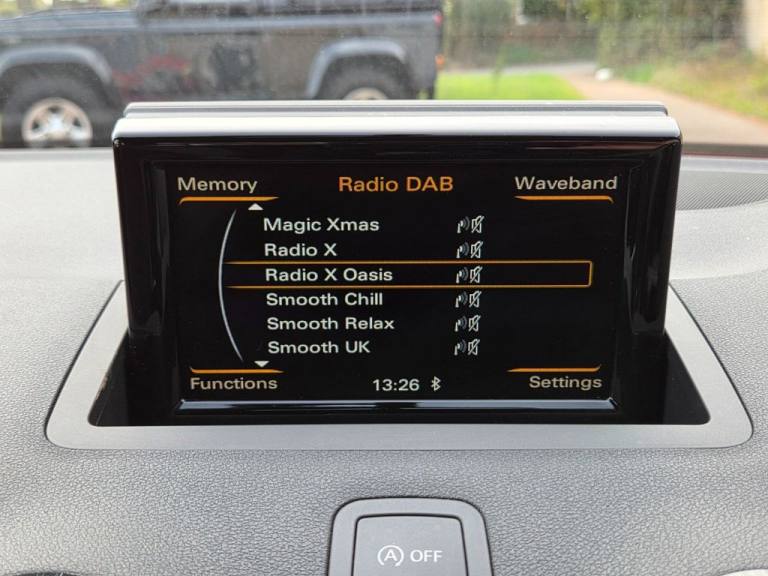 Memory Radio DAB Waveband
Magic Xmas
Radio X
Radio X Oasis
Smooth Chill
Smooth Relax
Smooth UK
Functions 13:26 Settings
A OFF